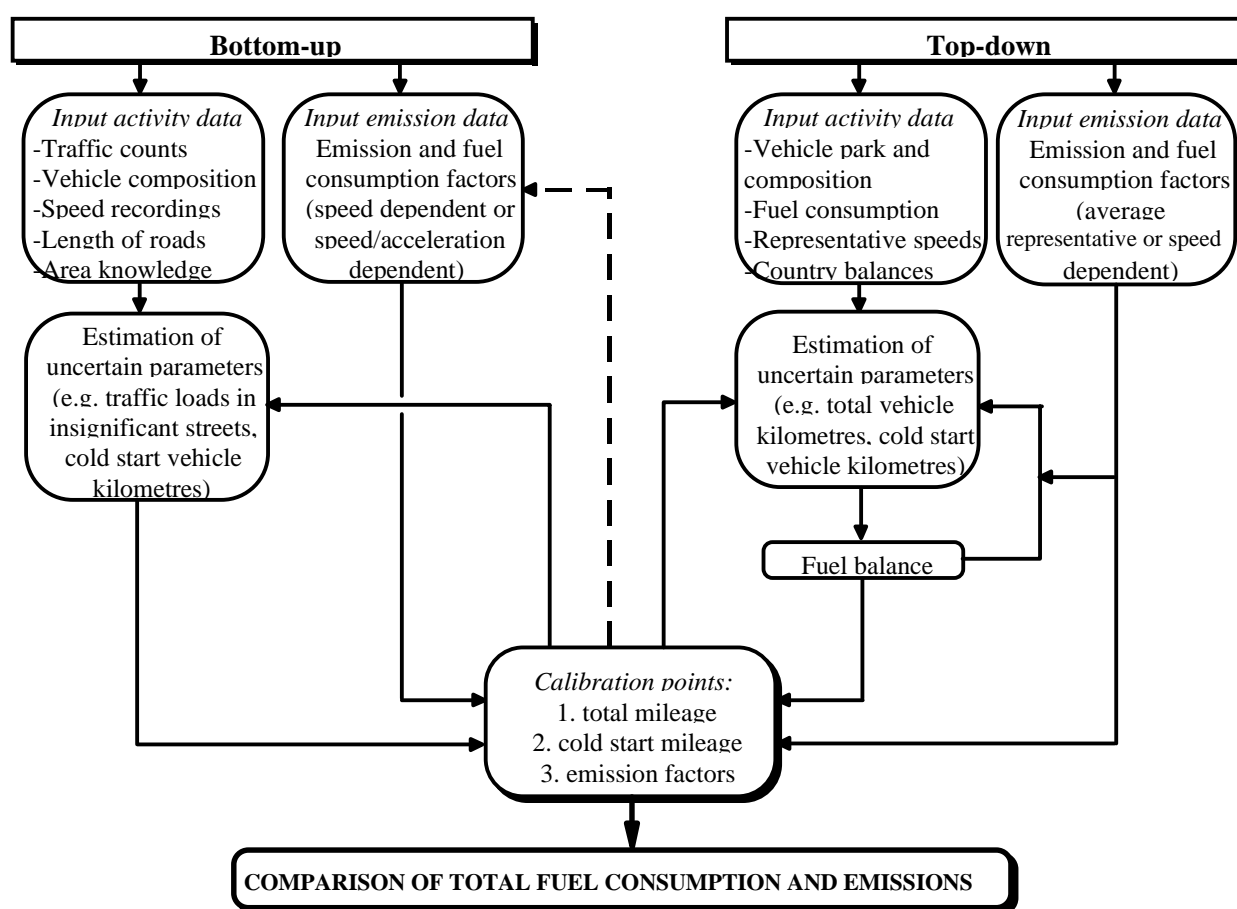 Bottom-up
Top-down
Input activity data
-Traffic counts
-Vehicle composition
-Speed recordings
-Length of roads
-Area knowledge
Input emission data
Emission and fuel
consumption factors
(speed dependent or
speed/acceleration
dependent)
Input activity data
-Vehicle park and
composition
-Fuel consumption
-Representative speeds
-Country balances
Input emission data
Emission and fuel
consumption factors
(average
representative or speed
dependent)
Estimation of
uncertain parameters
(e.g. traffic loads in
insignificant streets,
cold start vehicle
kilometres)
Estimation of
uncertain parameters
(e.g. total vehicle
kilometres, cold start
vehicle kilometres)
Fuel balance
Calibration points:
1. total mileage
2. cold start mileage
3. emission factors
COMPARISON OF TOTAL FUEL CONSUMPTION AND EMISSIONS